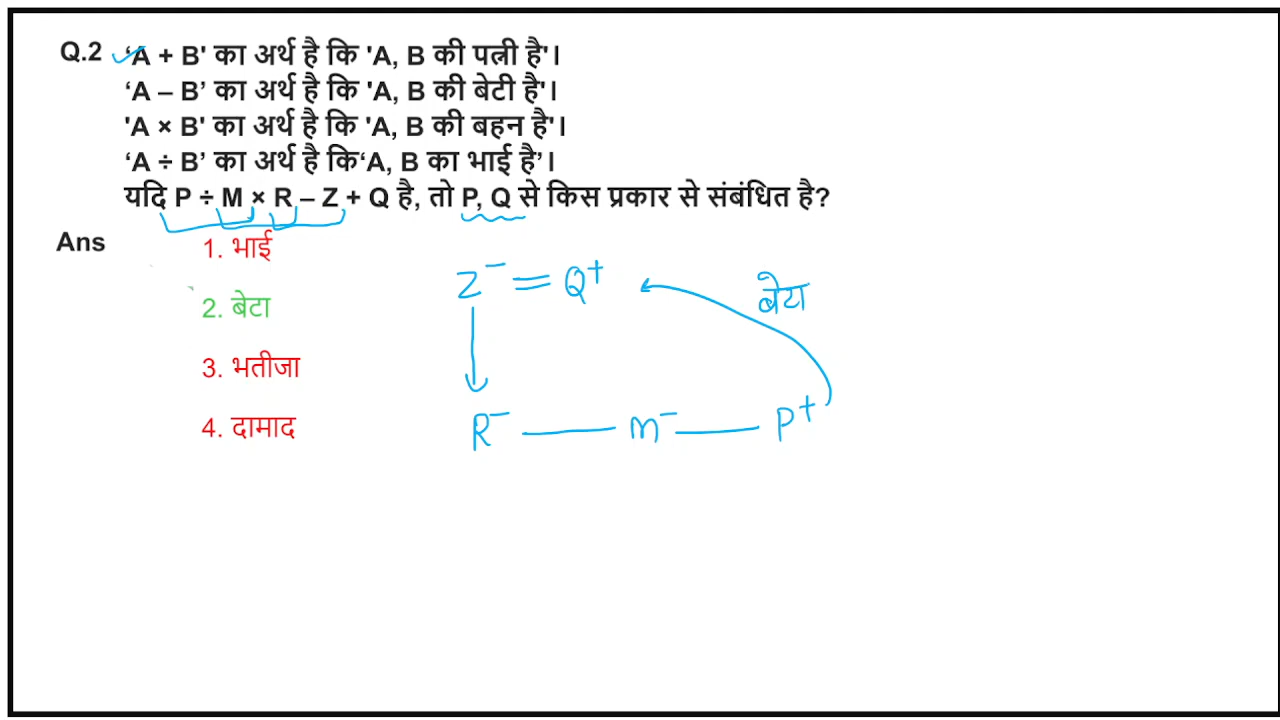 Q.2 ‘A + B' का अर्थ है कि 'A, B की पत्नी है'।
‘A – B’ का अर्थ है कि 'A, B की बेटी है'।
'A × B' का अर्थ है कि 'A, B की बहन है'।
‘A ÷ B’ का अर्थ है कि‘A, B का भाई है’।
यदि P ÷ M × R – Z + Q है, तो P, Q से किस प्रकार से संबंधित है?
Ans 1. भाई
2. बेटा
3. भतीजा
4. दामाद
Z⁻ = Q⁺
बेटा
R⁻ — m⁻ — P⁺